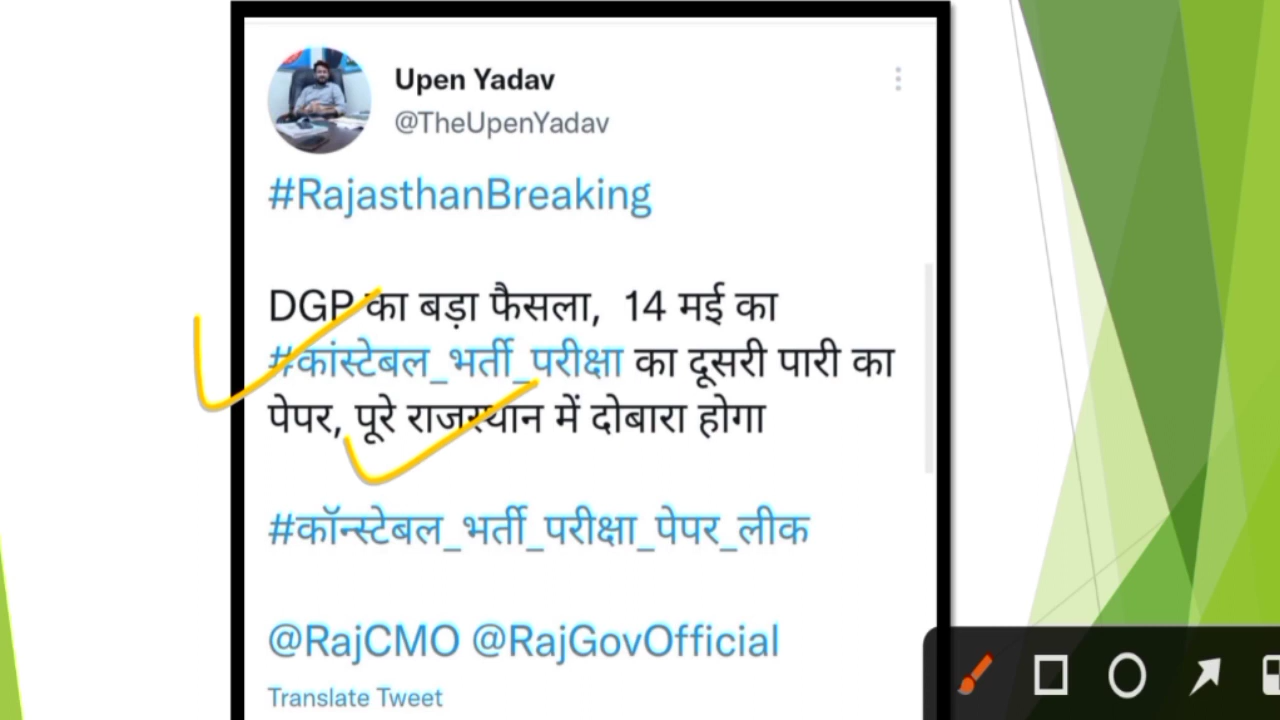 Upen Yadav
@TheUpenYadav
#RajasthanBreaking
DGP का बड़ा फैसला, 14 मई का
#कांस्टेबल_भर्ती_परीक्षा का दूसरी पारी का
पेपर, पूरे राजस्थान में दोबारा होगा
#कॉन्स्टेबल_भर्ती_परीक्षा_पेपर_लीक
@RajCMO @RajGovOfficial
Translate Tweet